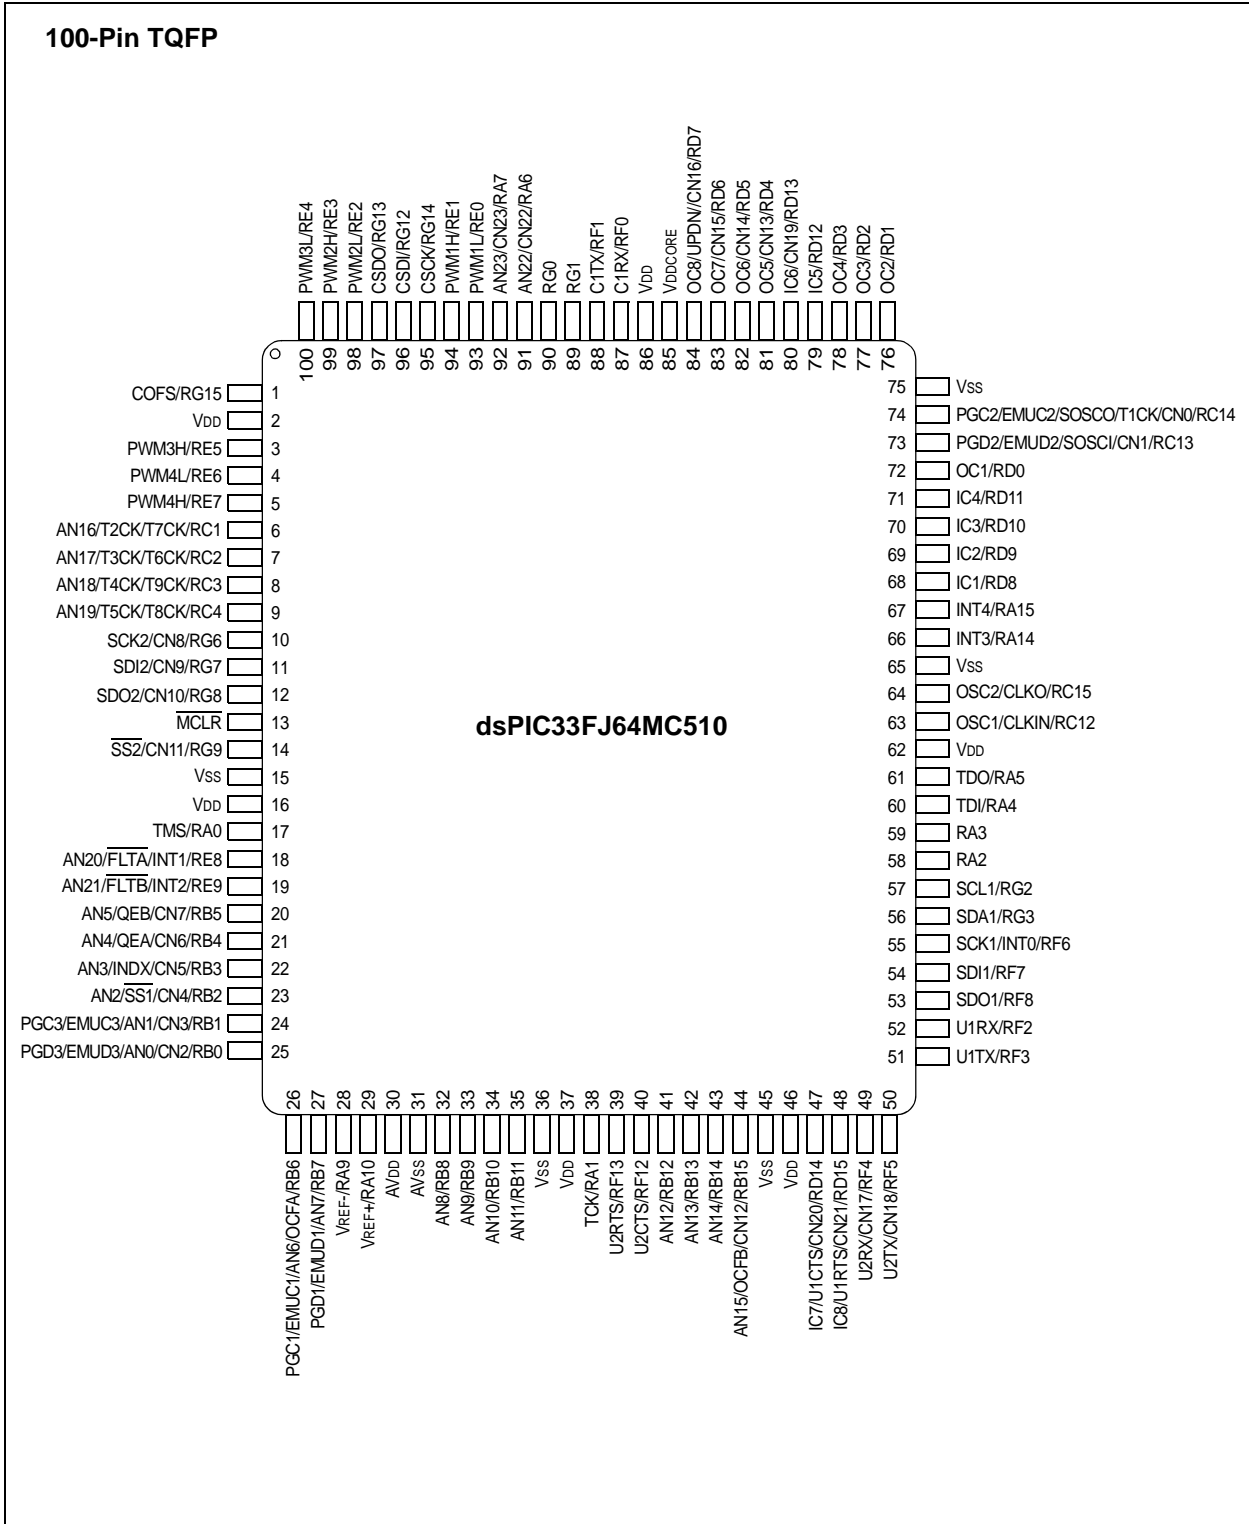 100-Pin TQFP
PWM3L/RE4
PWM2H/RE3
PWM2L/RE2
CSDO/RG13
CSDI/RG12
CSCK/RG14
PWM1H/RE1
PWM1L/RE0
AN23/CN23/RA7
AN22/CN22/RA6
RG0
RG1
C1TX/RF1
C1RX/RF0
VDD
VDDCORE
OC8/UPDN//CN16/RD7
OC7/CN15/RD6
OC6/CN14/RD5
OC5/CN13/RD4
IC6/CN19/RD13
IC5/RD12
OC4/RD3
OC3/RD2
OC2/RD1
100 99 98 97 96 95 94 93 92 91 90 89 88 87 86 85 84 83 82 81 80 79 78 77 76
COFS/RG15 1
VDD 2
PWM3H/RE5 3
PWM4L/RE6 4
PWM4H/RE7 5
AN16/T2CK/T7CK/RC1 6
AN17/T3CK/T6CK/RC2 7
AN18/T4CK/T9CK/RC3 8
AN19/T5CK/T8CK/RC4 9
SCK2/CN8/RG6 10
SDI2/CN9/RG7 11
SDO2/CN10/RG8 12
MCLR 13
SS2/CN11/RG9 14
VSS 15
VDD 16
TMS/RA0 17
AN20/FLTA/INT1/RE8 18
AN21/FLTB/INT2/RE9 19
AN5/QEB/CN7/RB5 20
AN4/QEA/CN6/RB4 21
AN3/INDX/CN5/RB3 22
AN2/SS1/CN4/RB2 23
PGC3/EMUC3/AN1/CN3/RB1 24
PGD3/EMUD3/AN0/CN2/RB0 25
dsPIC33FJ64MC510
75 VSS
74 PGC2/EMUC2/SOSCO/T1CK/CN0/RC14
73 PGD2/EMUD2/SOSCI/CN1/RC13
72 OC1/RD0
71 IC4/RD11
70 IC3/RD10
69 IC2/RD9
68 IC1/RD8
67 INT4/RA15
66 INT3/RA14
65 VSS
64 OSC2/CLKO/RC15
63 OSC1/CLKIN/RC12
62 VDD
61 TDO/RA5
60 TDI/RA4
59 RA3
58 RA2
57 SCL1/RG2
56 SDA1/RG3
55 SCK1/INT0/RF6
54 SDI1/RF7
53 SDO1/RF8
52 U1RX/RF2
51 U1TX/RF3
26 27 28 29 30 31 32 33 34 35 36 37 38 39 40 41 42 43 44 45 46 47 48 49 50
PGC1/EMUC1/AN6/OCFA/RB6
PGD1/EMUD1/AN7/RB7
VREF-/RA9
VREF+/RA10
AVDD
AVSS
AN8/RB8
AN9/RB9
AN10/RB10
AN11/RB11
VSS
VDD
TCK/RA1
U2RTS/RF13
U2CTS/RF12
AN12/RB12
AN13/RB13
AN14/RB14
AN15/OCFB/CN12/RB15
VSS
VDD
IC7/U1CTS/CN20/RD14
IC8/U1RTS/CN21/RD15
U2RX/CN17/RF4
U2TX/CN18/RF5